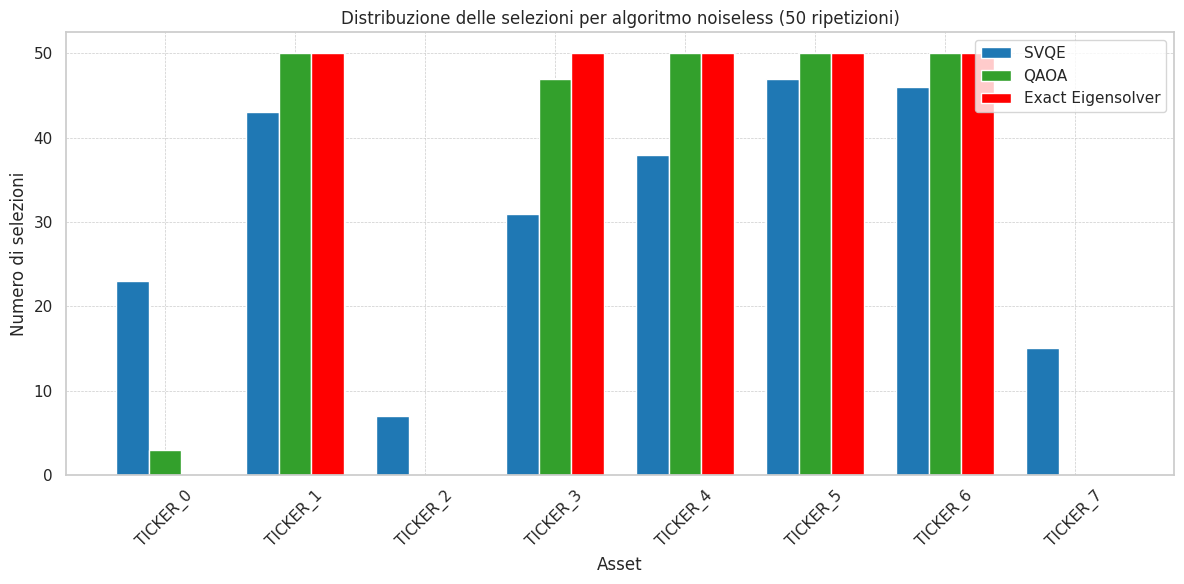 Distribuzione delle selezioni per algoritmo noiseless (50 ripetizioni)
SVQE
QAOA
Exact Eigensolver
Numero di selezioni
50
40
30
20
10
0
TICKER_0
TICKER_1
TICKER_2
TICKER_3
TICKER_4
TICKER_5
TICKER_6
TICKER_7
Asset